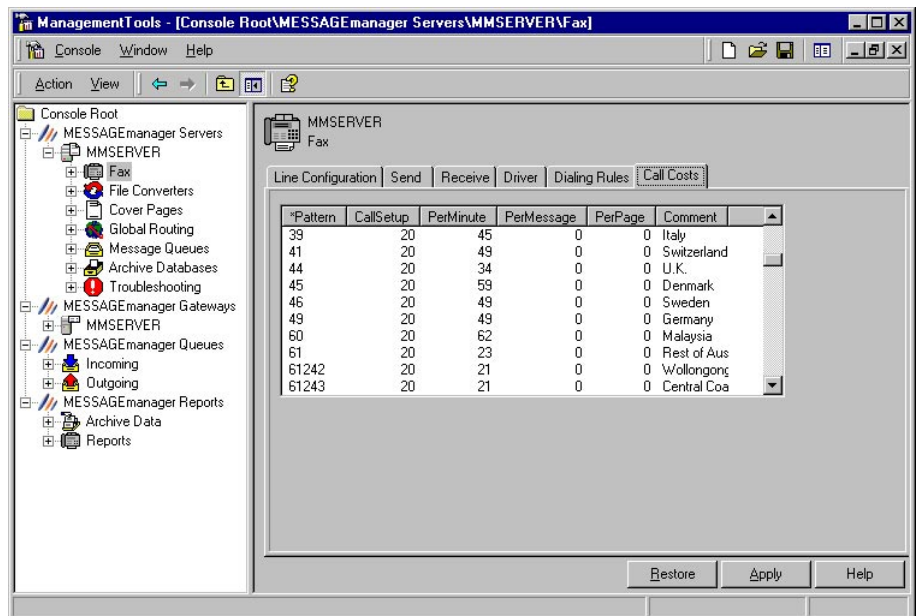 ManagementTools - [Console Root\MESSAGEmanager Servers\MMSERVER\Fax]
Console Window Help
Action View
Console Root
MESSAGEmanager Servers
MMSERVER
Fax
File Converters
Cover Pages
Global Routing
Message Queues
Archive Databases
Troubleshooting
MESSAGEmanager Gateways
MMSERVER
MESSAGEmanager Queues
Incoming
Outgoing
MESSAGEmanager Reports
Archive Data
Reports
MMSERVER
Fax
Line Configuration Send Receive Driver Dialing Rules Call Costs
*Pattern CallSetup PerMinute PerMessage PerPage Comment
39 20 45 0 0 Italy
41 20 49 0 0 Switzerland
44 20 34 0 0 U.K.
45 20 59 0 0 Denmark
46 20 49 0 0 Sweden
49 20 49 0 0 Germany
60 20 62 0 0 Malaysia
61 20 23 0 0 Rest of Aus
61242 20 21 0 0 Wollongong
61243 20 21 0 0 Central Coa
Restore Apply Help